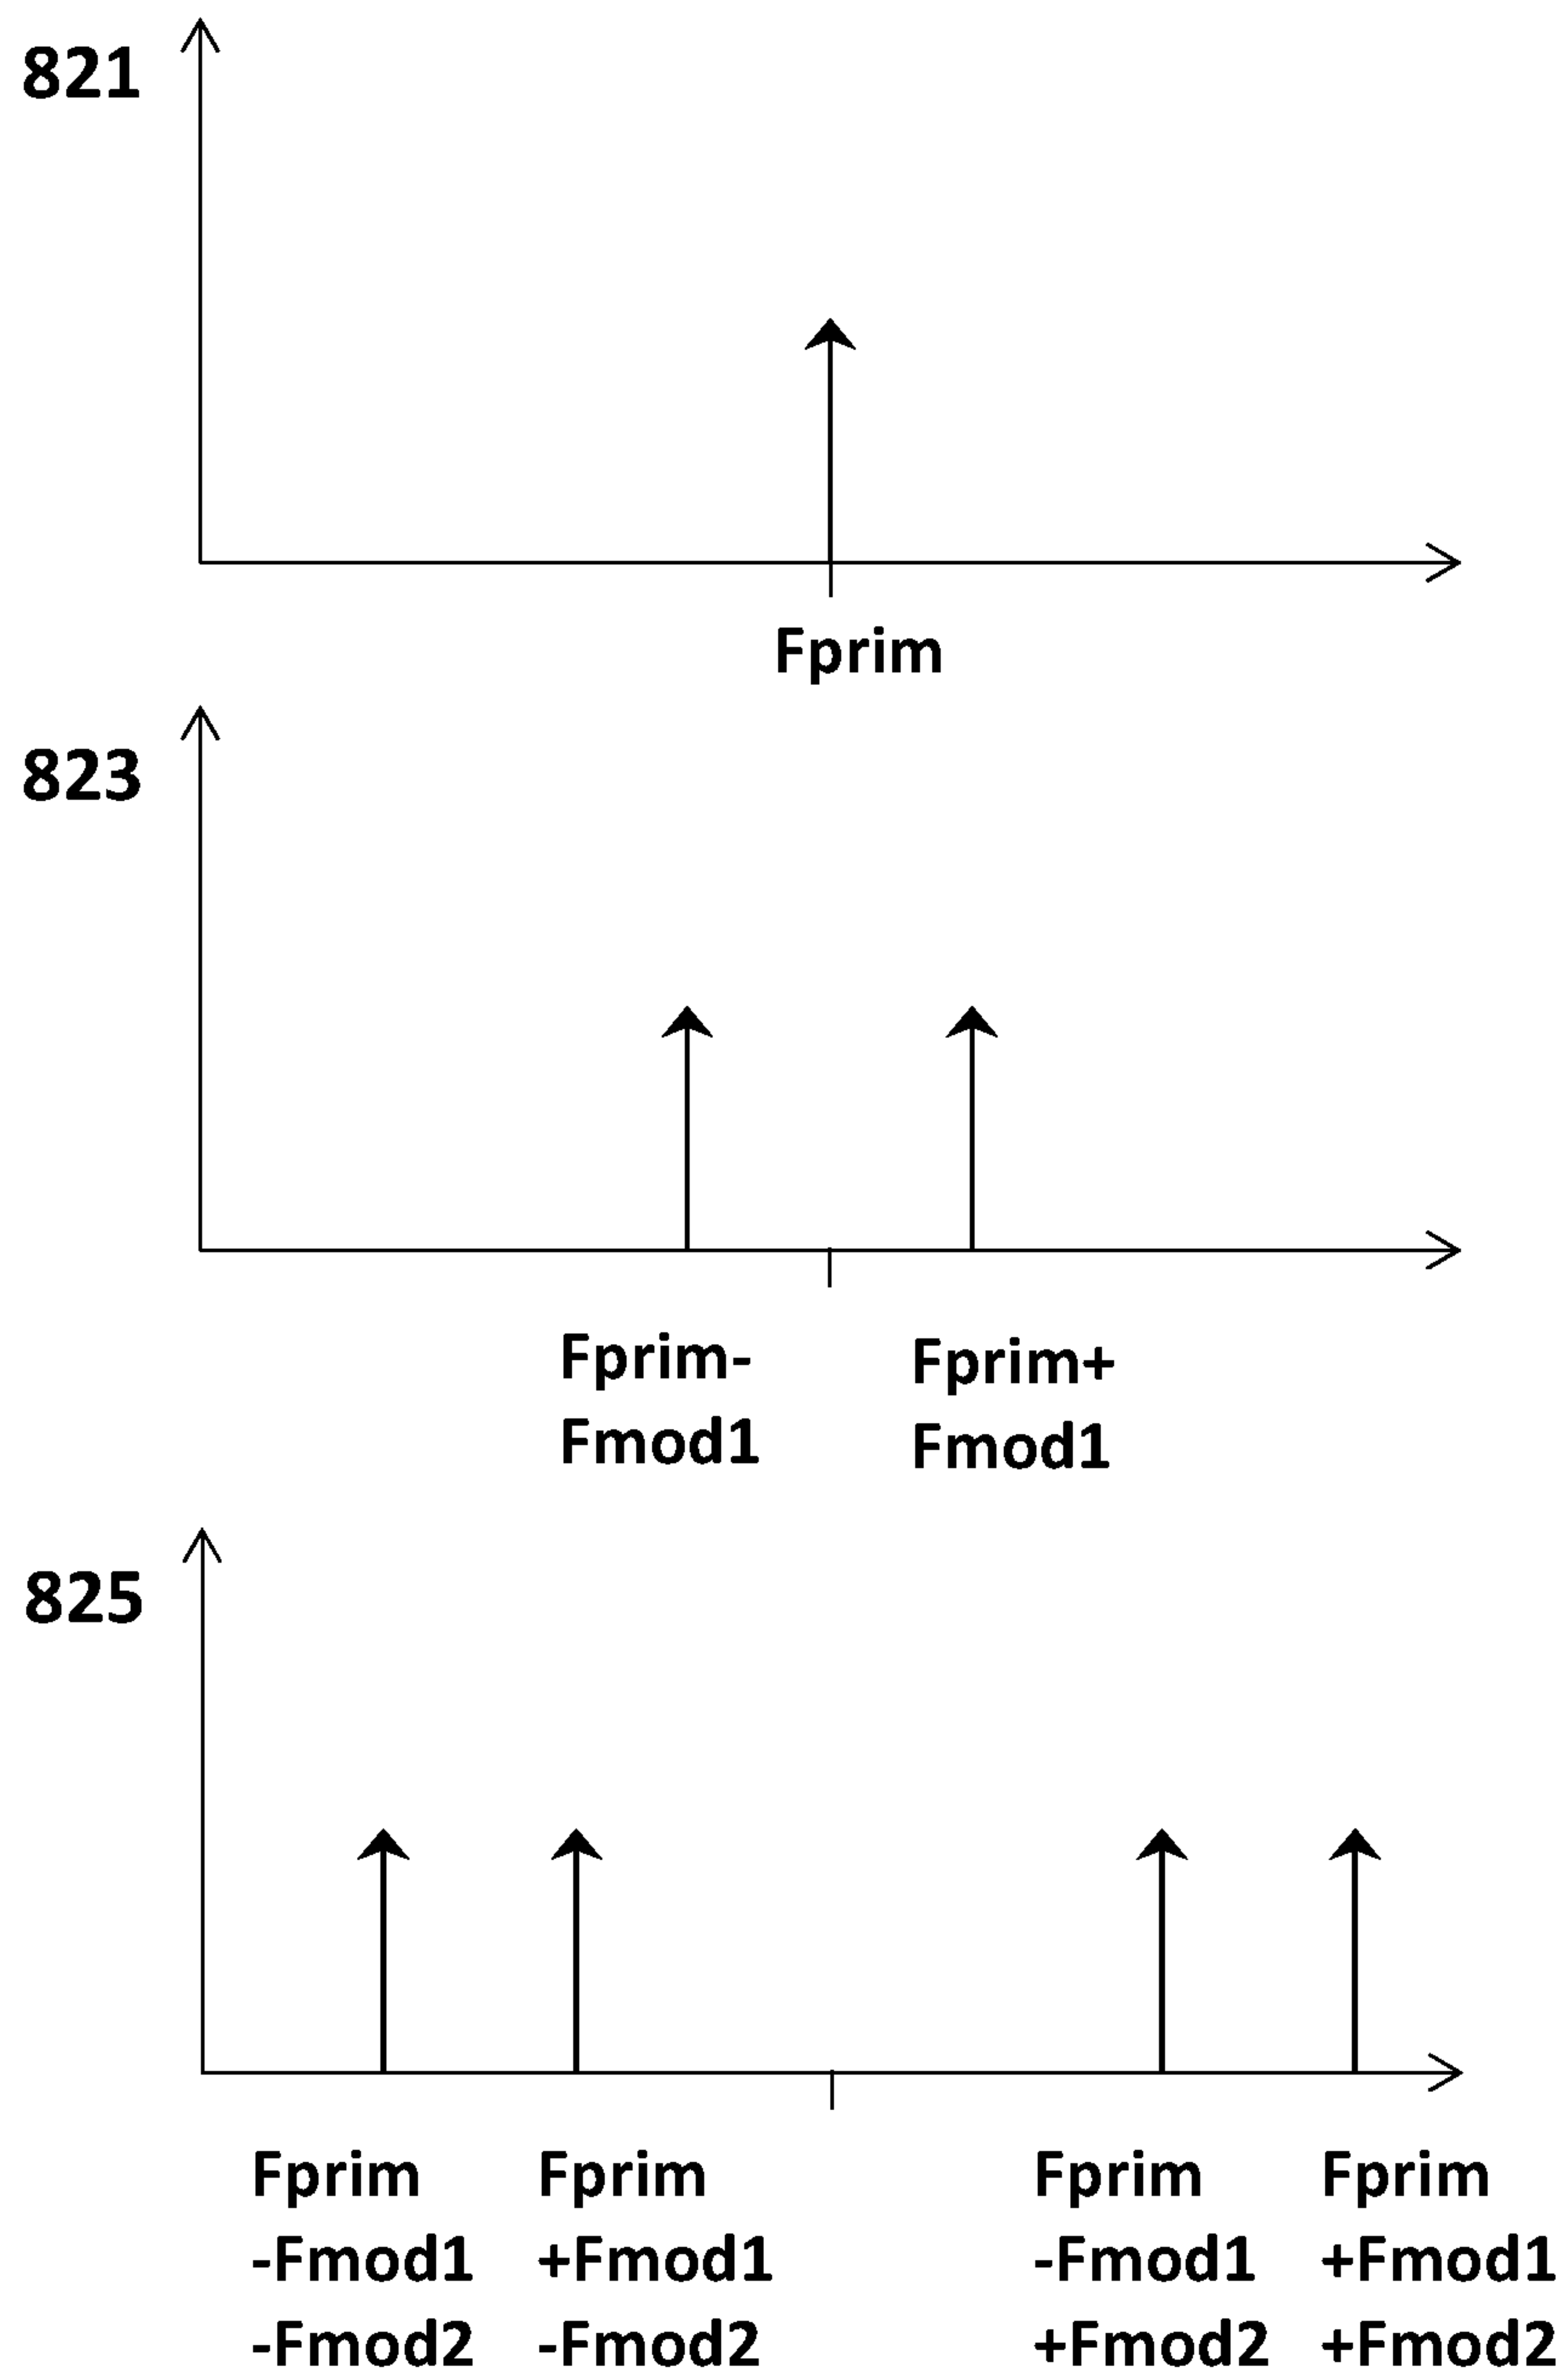 821
Fprim
823
Fprim-
Fmod1
Fprim+
Fmod1
825
Fprim
-Fmod1
-Fmod2
Fprim
+Fmod1
-Fmod2
Fprim
-Fmod1
+Fmod2
Fprim
+Fmod1
+Fmod2